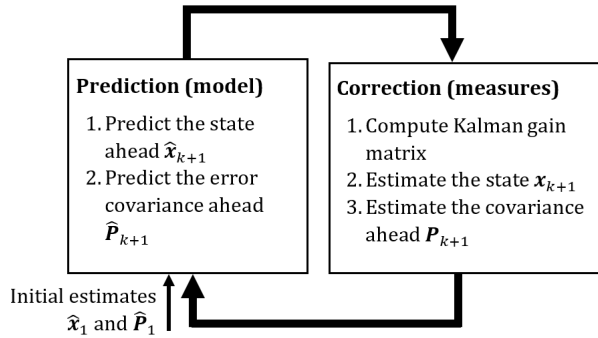 Prediction (model)
1. Predict the state
ahead x̂ₖ₊₁
2. Predict the error
covariance ahead
P̂ₖ₊₁
Correction (measures)
1. Compute Kalman gain
matrix
2. Estimate the state xₖ₊₁
3. Estimate the covariance
ahead Pₖ₊₁
Initial estimates
x̂₁ and P̂₁